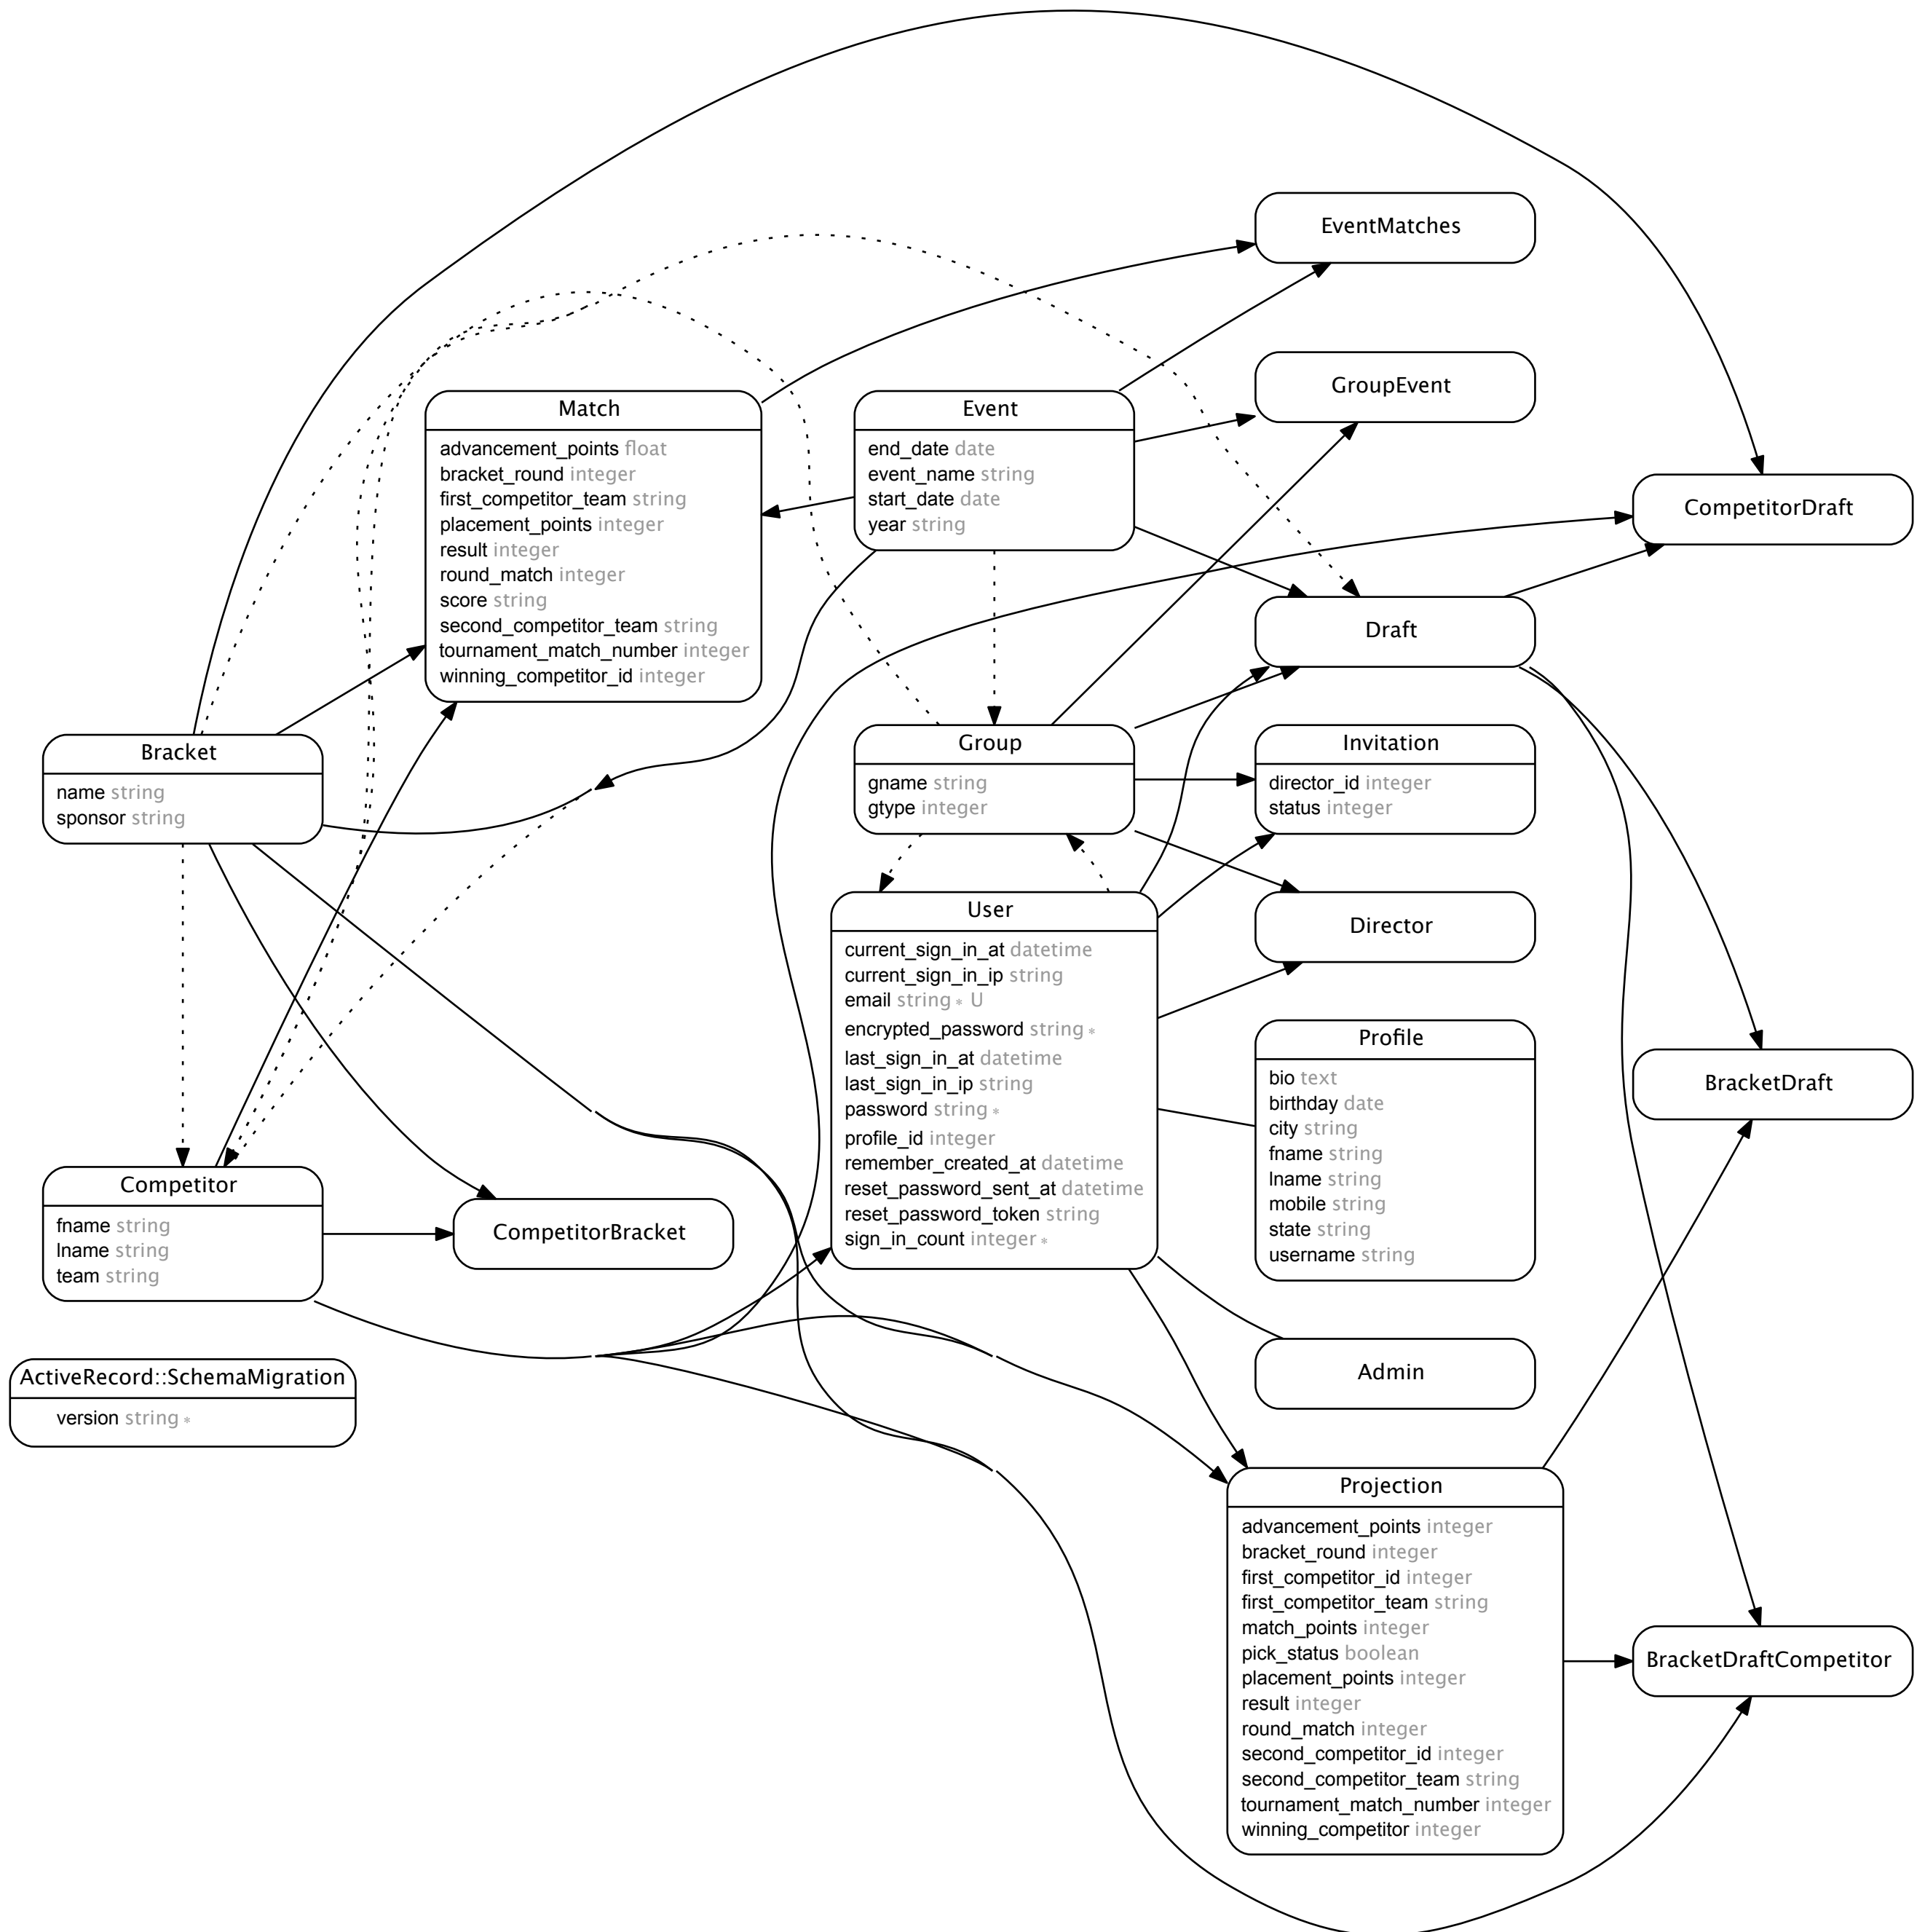 EventMatches
GroupEvent
Match
advancement_points float
bracket_round integer
first_competitor_team string
placement_points integer
result integer
round_match integer
score string
second_competitor_team string
tournament_match_number integer
winning_competitor_id integer
Event
end_date date
event_name string
start_date date
year string
CompetitorDraft
Draft
Bracket
name string
sponsor string
Group
gname string
gtype integer
Invitation
director_id integer
status integer
User
current_sign_in_at datetime
current_sign_in_ip string
email string * U
encrypted_password string *
last_sign_in_at datetime
last_sign_in_ip string
password string *
profile_id integer
remember_created_at datetime
reset_password_sent_at datetime
reset_password_token string
sign_in_count integer *
Director
Profile
bio text
birthday date
city string
fname string
lname string
mobile string
state string
username string
BracketDraft
Competitor
fname string
lname string
team string
CompetitorBracket
ActiveRecord::SchemaMigration
version string *
Admin
Projection
advancement_points integer
bracket_round integer
first_competitor_id integer
first_competitor_team string
match_points integer
pick_status boolean
placement_points integer
result integer
round_match integer
second_competitor_id integer
second_competitor_team string
tournament_match_number integer
winning_competitor integer
BracketDraftCompetitor